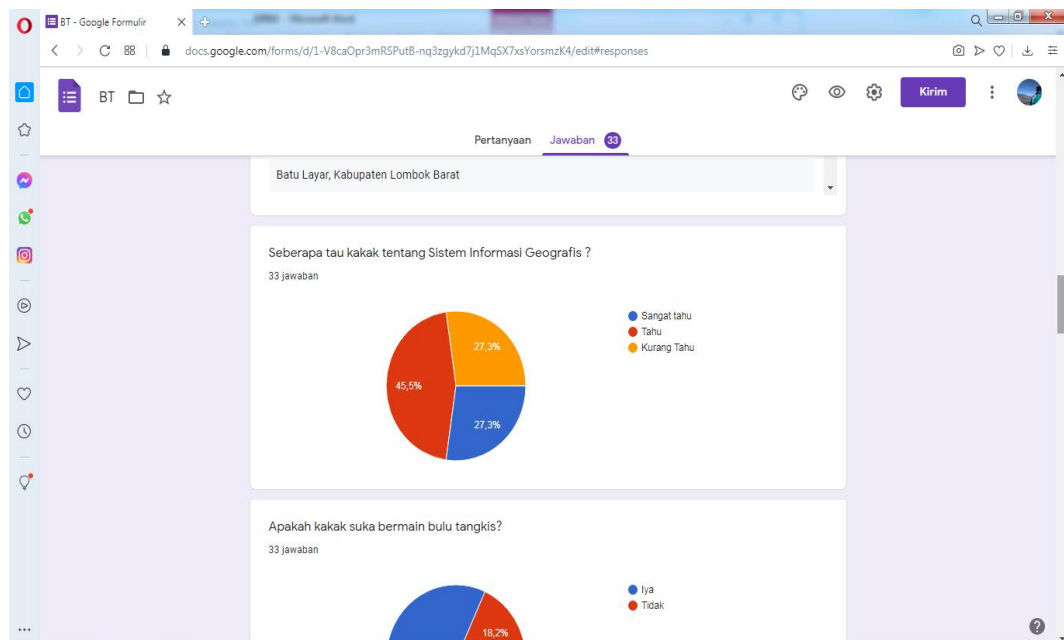 BT - Google Formulir
docs.google.com/forms/d/1-V8caOpr3mRSPutB-nq3zgykd7j1MqSX7xsYorsmzK4/edit#responses
BT
Kirim
Pertanyaan Jawaban 33
Batu Layar, Kabupaten Lombok Barat
Seberapa tau kakak tentang Sistem Informasi Geografis ?
33 jawaban
Sangat tahu
Tahu
Kurang Tahu
27,3%
45,5%
27,3%
Apakah kakak suka bermain bulu tangkis?
33 jawaban
Iya
Tidak
18,2%